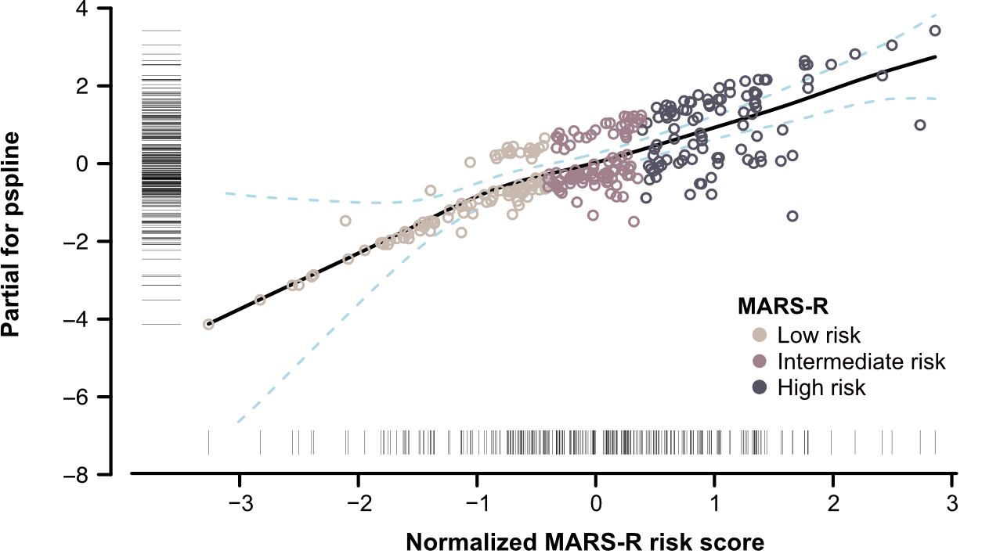 4
2
0
−2
−4
−6
−8
Partial for pspline
MARS-R
Low risk
Intermediate risk
High risk
−3 −2 −1 0 1 2 3
Normalized MARS-R risk score